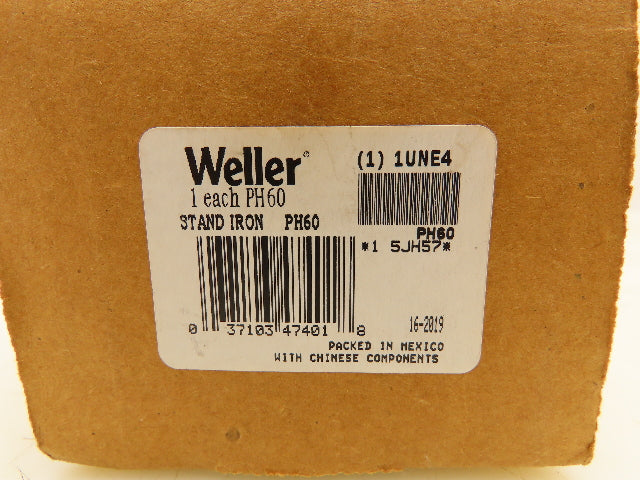 Weller®
(1) 1UNE4
1 each PH60
STAND IRON PH60
PH60
*1 5JH57*
0 37103 47401 8
16-2019
PACKED IN MEXICO
WITH CHINESE COMPONENTS